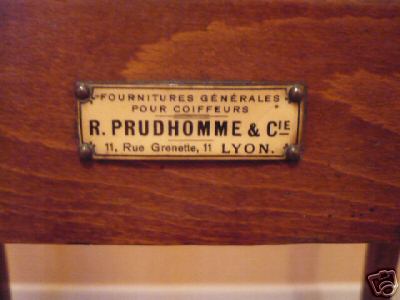 FOURNITURES GÉNÉRALES
POUR COIFFEURS
R. PRUDHOMME & CIE
11, Rue Grenette, 11 LYON.